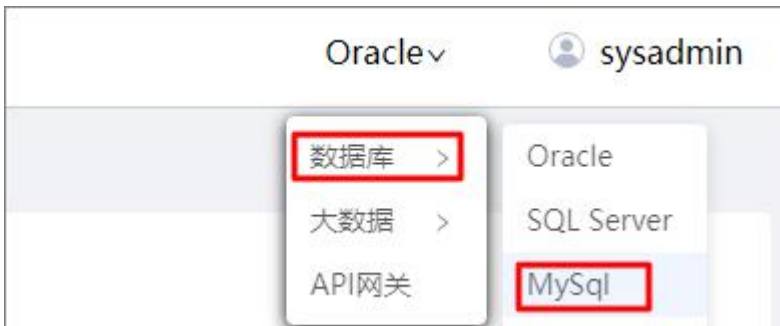 Oracle sysadmin
数据库 > Oracle
大数据 > SQL Server
API网关 MySql